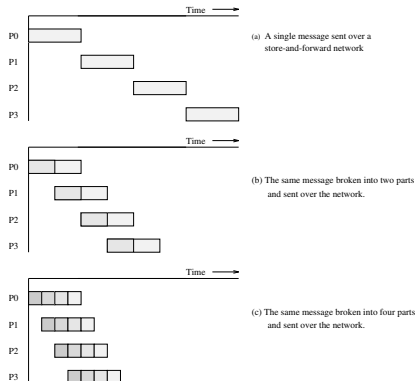 Time
P0
P1
P2
P3
(a) A single message sent over a
store-and-forward network
Time
P0
P1
P2
P3
(b) The same message broken into two parts
and sent over the network.
Time
P0
P1
P2
P3
(c) The same message broken into four parts
and sent over the network.